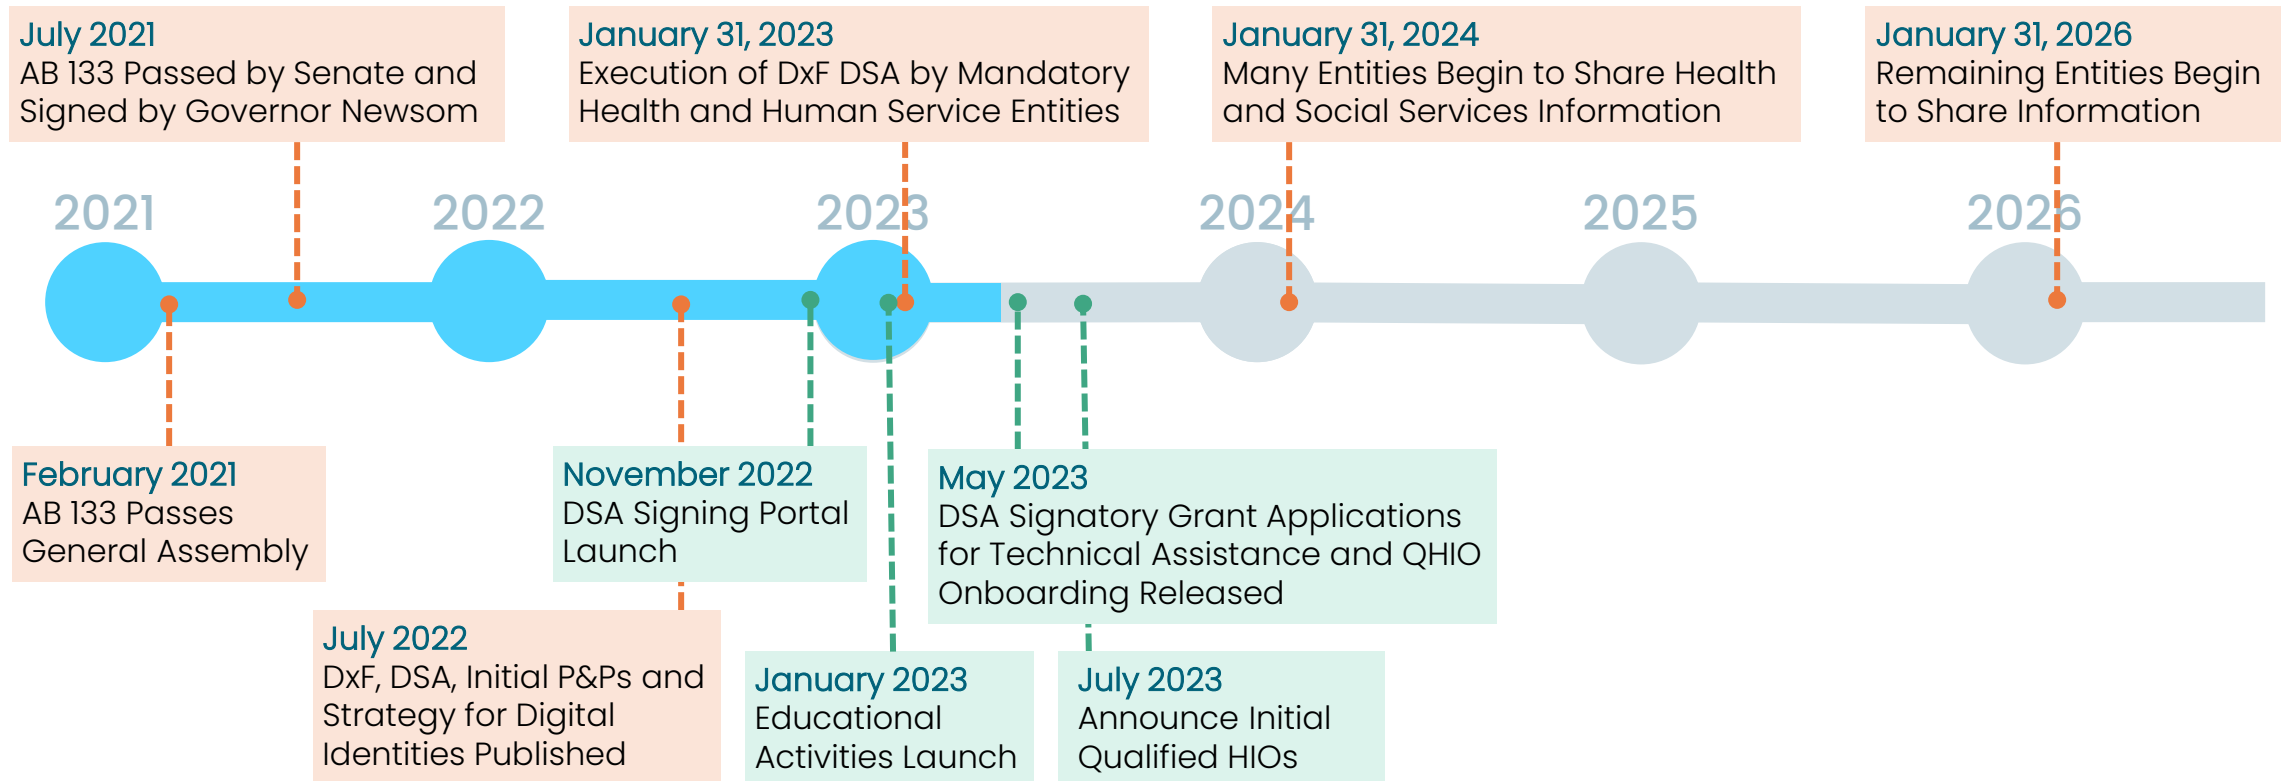 July 2021
AB 133 Passed by Senate and
Signed by Governor Newsom
January 31, 2023
Execution of DxF DSA by Mandatory
Health and Human Service Entities
January 31, 2024
Many Entities Begin to Share Health
and Social Services Information
January 31, 2026
Remaining Entities Begin
to Share Information
2021
2022
2023
2024
2025
2026
February 2021
AB 133 Passes
General Assembly
November 2022
DSA Signing Portal
Launch
May 2023
DSA Signatory Grant Applications
for Technical Assistance and QHIO
Onboarding Released
July 2022
DxF, DSA, Initial P&Ps and
Strategy for Digital
Identities Published
January 2023
Educational
Activities Launch
July 2023
Announce Initial
Qualified HIOs